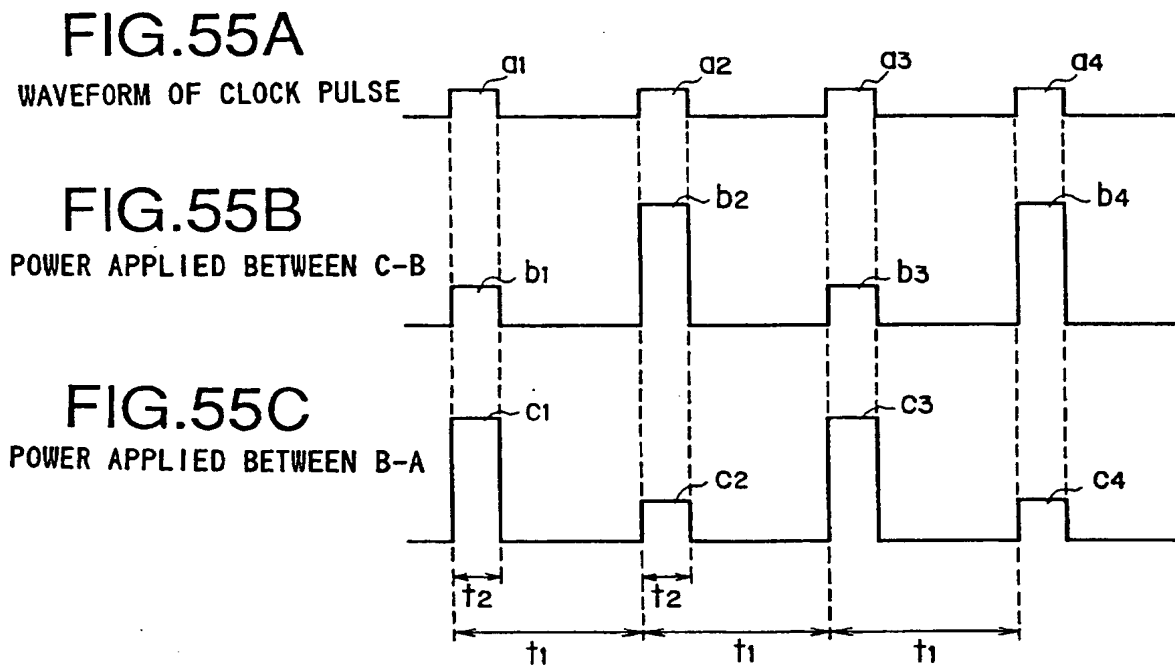 FIG.55A
WAVEFORM OF CLOCK PULSE
a1 a2 a3 a4
FIG.55B
POWER APPLIED BETWEEN C-B
b1 b2 b3 b4
FIG.55C
POWER APPLIED BETWEEN B-A
c1 c2 c3 c4
t2 t2
t1 t1 t1